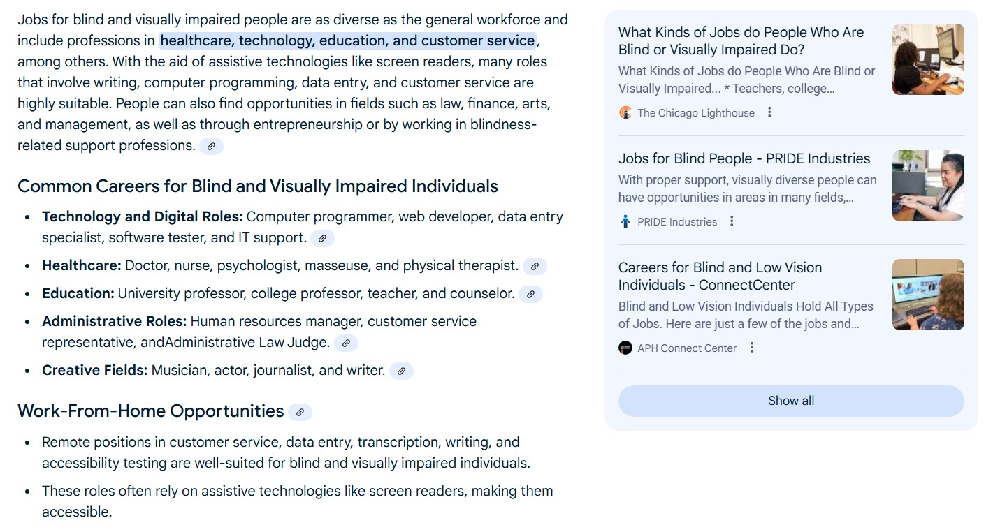 Jobs for blind and visually impaired people are as diverse as the general workforce and
include professions in healthcare, technology, education, and customer service,
among others. With the aid of assistive technologies like screen readers, many roles
that involve writing, computer programming, data entry, and customer service are
highly suitable. People can also find opportunities in fields such as law, finance, arts,
and management, as well as through entrepreneurship or by working in blindness-
related support professions.
Common Careers for Blind and Visually Impaired Individuals
• Technology and Digital Roles: Computer programmer, web developer, data entry
specialist, software tester, and IT support.
• Healthcare: Doctor, nurse, psychologist, masseuse, and physical therapist.
• Education: University professor, college professor, teacher, and counselor.
• Administrative Roles: Human resources manager, customer service
representative, andAdministrative Law Judge.
• Creative Fields: Musician, actor, journalist, and writer.
Work-From-Home Opportunities
• Remote positions in customer service, data entry, transcription, writing, and
accessibility testing are well-suited for blind and visually impaired individuals.
• These roles often rely on assistive technologies like screen readers, making them
accessible.
What Kinds of Jobs do People Who Are
Blind or Visually Impaired Do?
What Kinds of Jobs do People Who Are Blind or
Visually Impaired... * Teachers, college...
The Chicago Lighthouse
Jobs for Blind People - PRIDE Industries
With proper support, visually diverse people can
have opportunities in areas in many fields,...
PRIDE Industries
Careers for Blind and Low Vision
Individuals - ConnectCenter
Blind and Low Vision Individuals Hold All Types
of Jobs. Here are just a few of the jobs and...
APH Connect Center
Show all